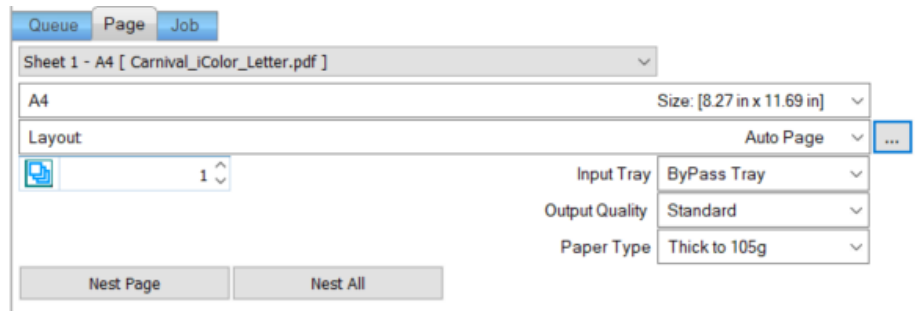 Queue Page Job
Sheet 1 - A4 [ Carnival_iColor_Letter.pdf ]
A4 Size: [8.27 in x 11.69 in]
Layout Auto Page ...
1 Input Tray ByPass Tray
Output Quality Standard
Paper Type Thick to 105g
Nest Page Nest All